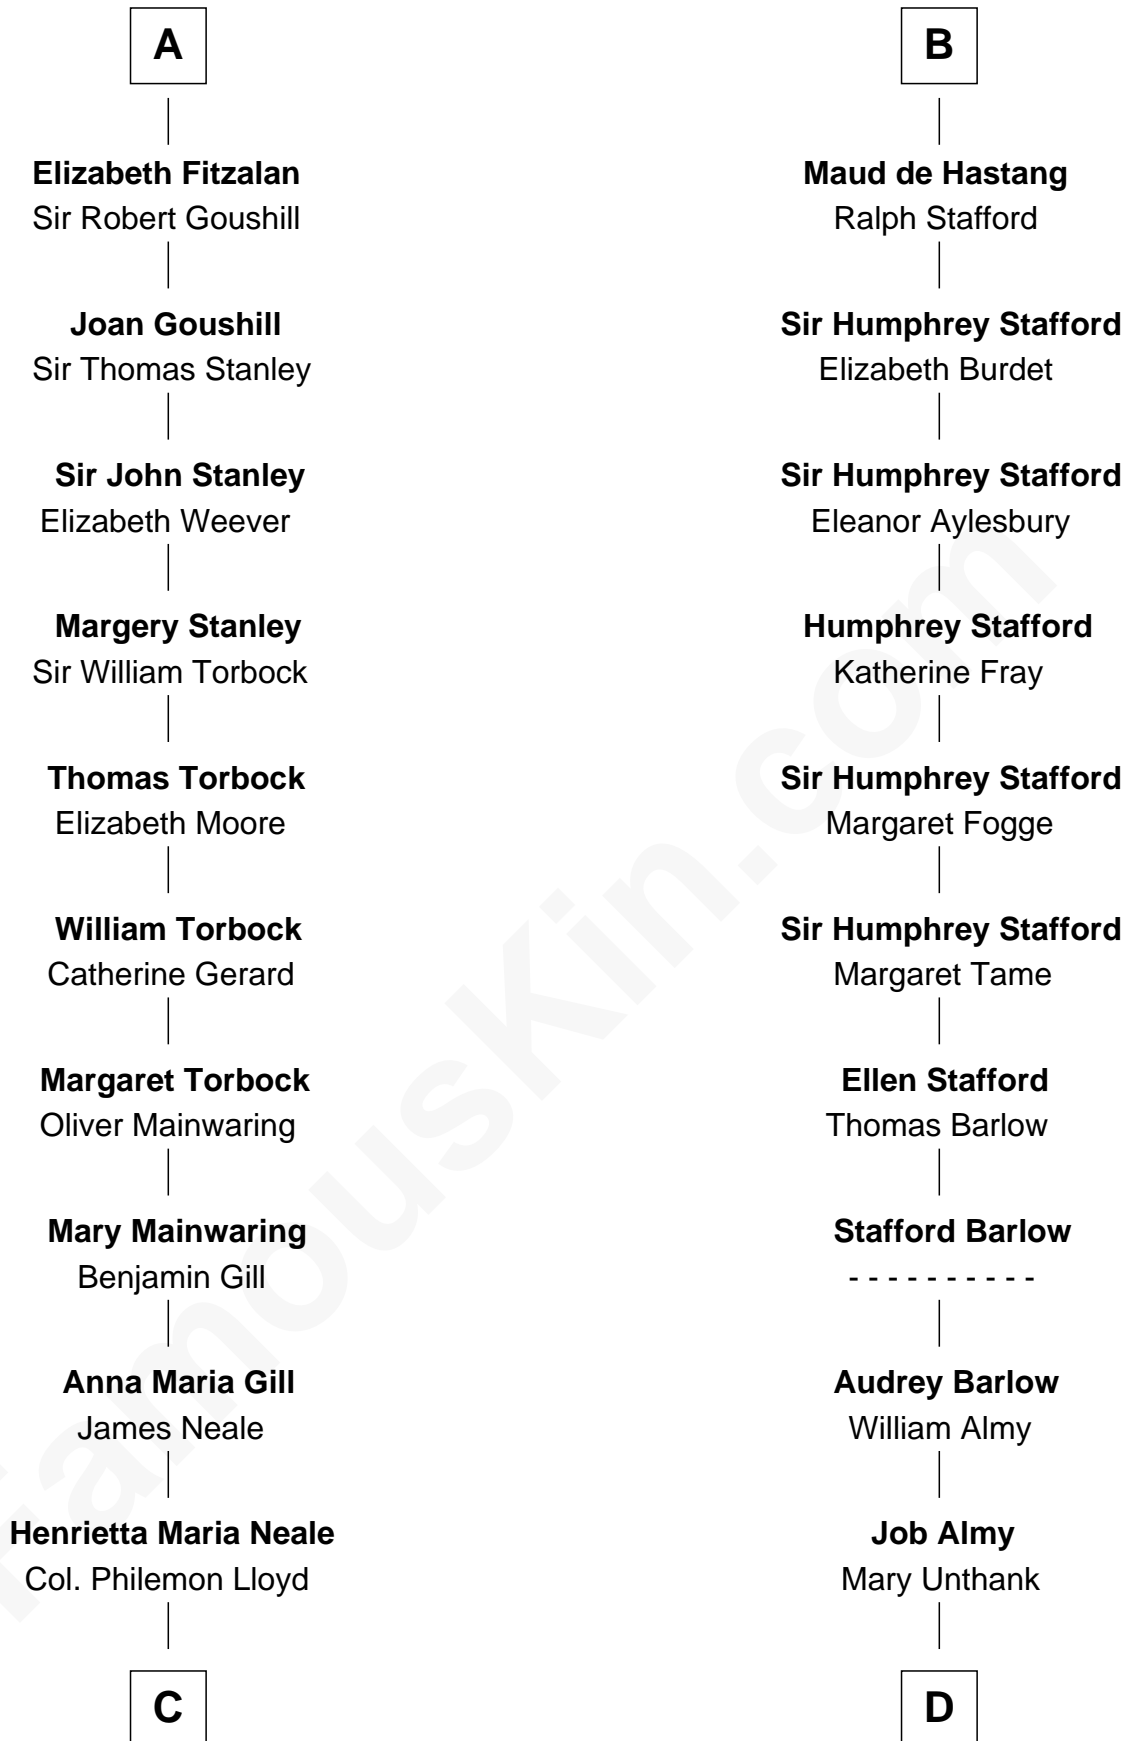 A
Elizabeth Fitzalan
Sir Robert Goushill
Joan Goushill
Sir Thomas Stanley
Sir John Stanley
Elizabeth Weever
Margery Stanley
Sir William Torbock
Thomas Torbock
Elizabeth Moore
William Torbock
Catherine Gerard
Margaret Torbock
Oliver Mainwaring
Mary Mainwaring
Benjamin Gill
Anna Maria Gill
James Neale
Henrietta Maria Neale
Col. Philemon Lloyd
C
B
Maud de Hastang
Ralph Stafford
Sir Humphrey Stafford
Elizabeth Burdet
Sir Humphrey Stafford
Eleanor Aylesbury
Humphrey Stafford
Katherine Fray
Sir Humphrey Stafford
Margaret Fogge
Sir Humphrey Stafford
Margaret Tame
Ellen Stafford
Thomas Barlow
Stafford Barlow
- - - - - - - - - -
Audrey Barlow
William Almy
Job Almy
Mary Unthank
D
FamousKin.com